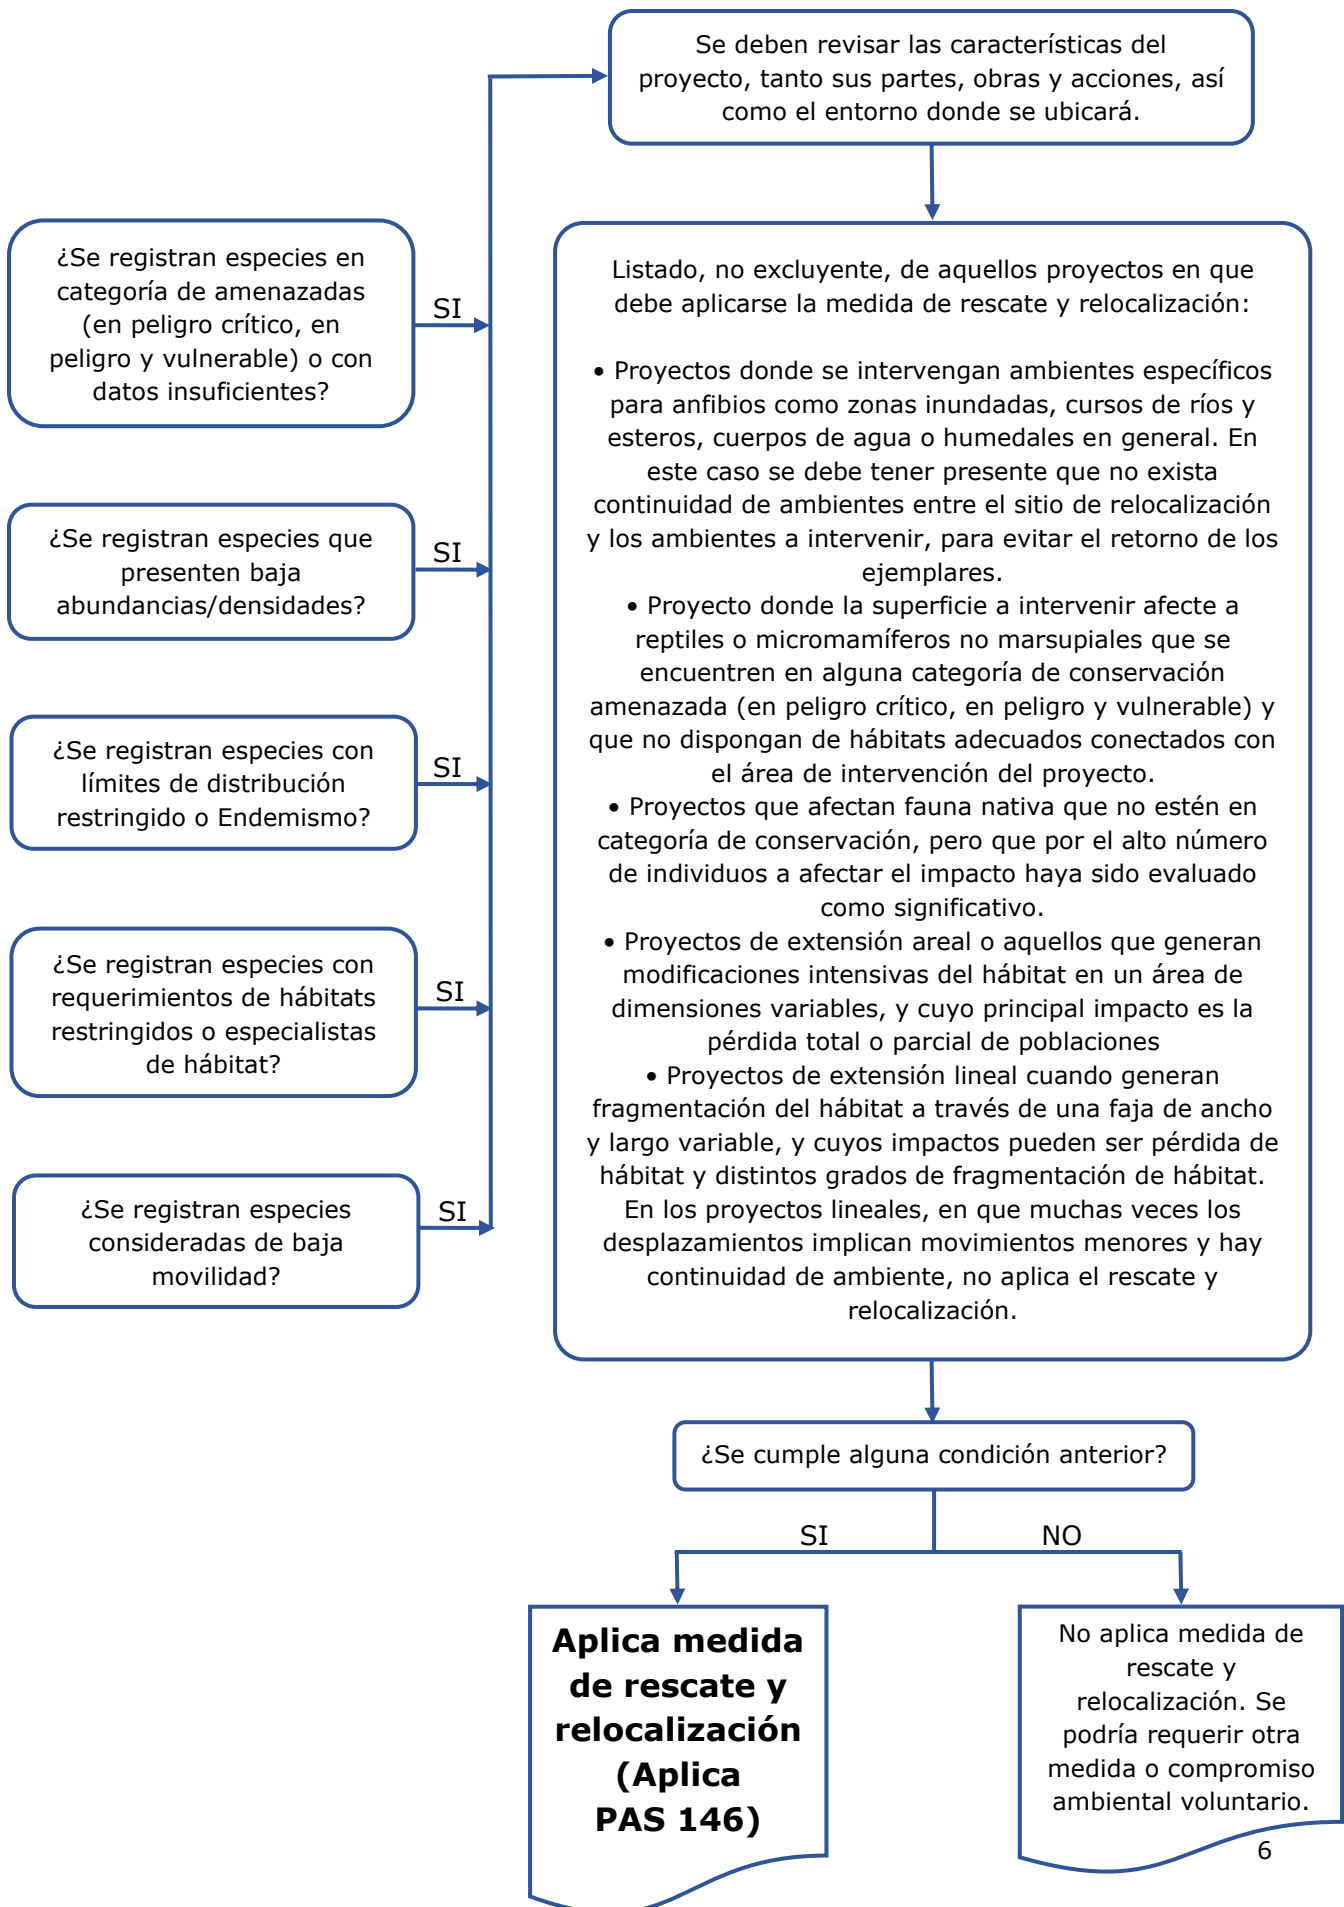 Se deben revisar las características del
proyecto, tanto sus partes, obras y acciones, así
como el entorno donde se ubicará.
¿Se registran especies en
categoría de amenazadas
(en peligro crítico, en
peligro y vulnerable) o con
datos insuficientes?
SI
¿Se registran especies que
presenten baja
abundancias/densidades?
SI
¿Se registran especies con
límites de distribución
restringido o Endemismo?
SI
¿Se registran especies con
requerimientos de hábitats
restringidos o especialistas
de hábitat?
SI
¿Se registran especies
consideradas de baja
movilidad?
SI
Listado, no excluyente, de aquellos proyectos en que
debe aplicarse la medida de rescate y relocalización:
• Proyectos donde se intervengan ambientes específicos
para anfibios como zonas inundadas, cursos de ríos y
esteros, cuerpos de agua o humedales en general. En
este caso se debe tener presente que no exista
continuidad de ambientes entre el sitio de relocalización
y los ambientes a intervenir, para evitar el retorno de los
ejemplares.
• Proyecto donde la superficie a intervenir afecte a
reptiles o micromamíferos no marsupiales que se
encuentren en alguna categoría de conservación
amenazada (en peligro crítico, en peligro y vulnerable) y
que no dispongan de hábitats adecuados conectados con
el área de intervención del proyecto.
• Proyectos que afectan fauna nativa que no estén en
categoría de conservación, pero que por el alto número
de individuos a afectar el impacto haya sido evaluado
como significativo.
• Proyectos de extensión areal o aquellos que generan
modificaciones intensivas del hábitat en un área de
dimensiones variables, y cuyo principal impacto es la
pérdida total o parcial de poblaciones
• Proyectos de extensión lineal cuando generan
fragmentación del hábitat a través de una faja de ancho
y largo variable, y cuyos impactos pueden ser pérdida de
hábitat y distintos grados de fragmentación de hábitat.
En los proyectos lineales, en que muchas veces los
desplazamientos implican movimientos menores y hay
continuidad de ambiente, no aplica el rescate y
relocalización.
¿Se cumple alguna condición anterior?
SI
NO
Aplica medida
de rescate y
relocalización
(Aplica
PAS 146)
No aplica medida de
rescate y
relocalización. Se
podría requerir otra
medida o compromiso
ambiental voluntario.
6